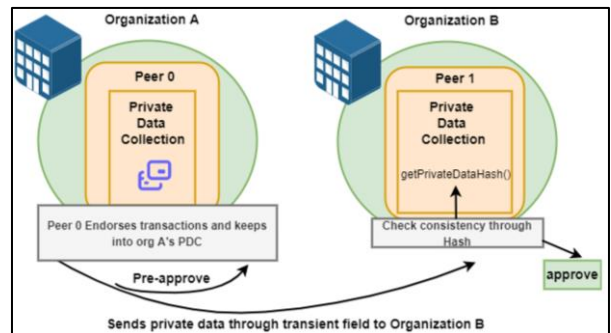 Organization A
Organization B
Peer 0
Private
Data
Collection
Peer 1
Private
Data
Collection
getPrivateDataHash()
Peer 0 Endorses transactions and keeps
into org A's PDC
Check consistency through
Hash
Pre-approve
approve
Sends private data through transient field to Organization B